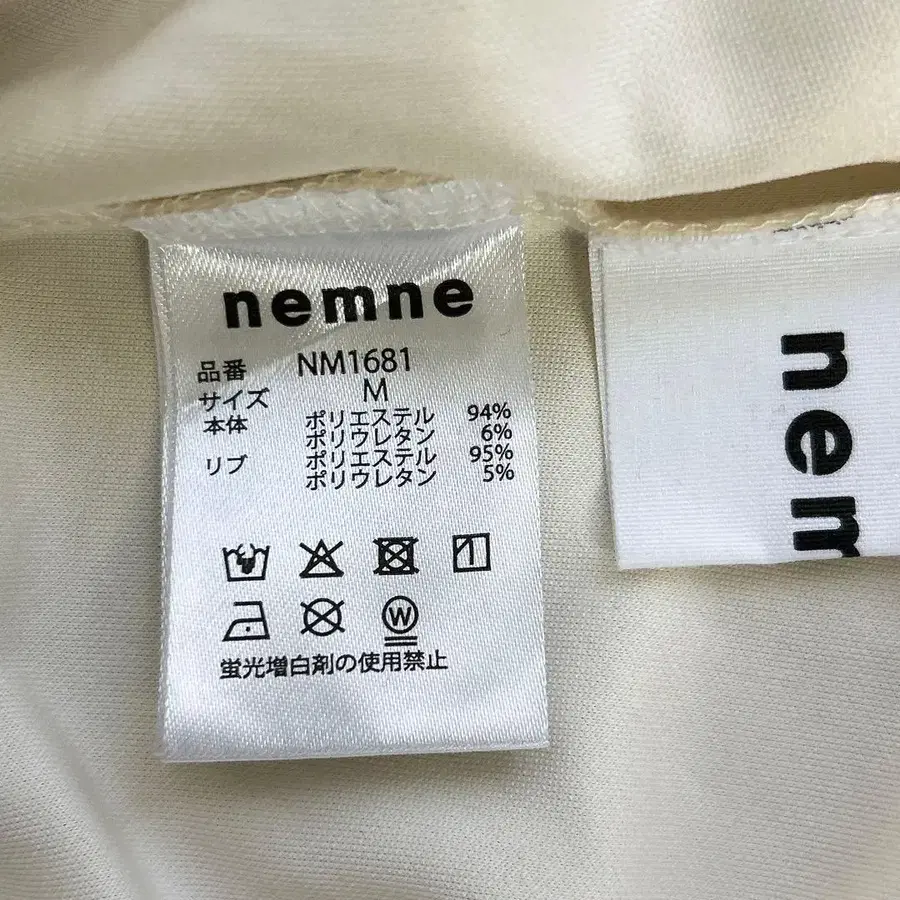 nemne
品番 NM1681
サイズ M
本体 ポリエステル 94%
ポリウレタン 6%
リブ ポリエステル 95%
ポリウレタン 5%
W
蛍光増白剤の使用禁止
nem